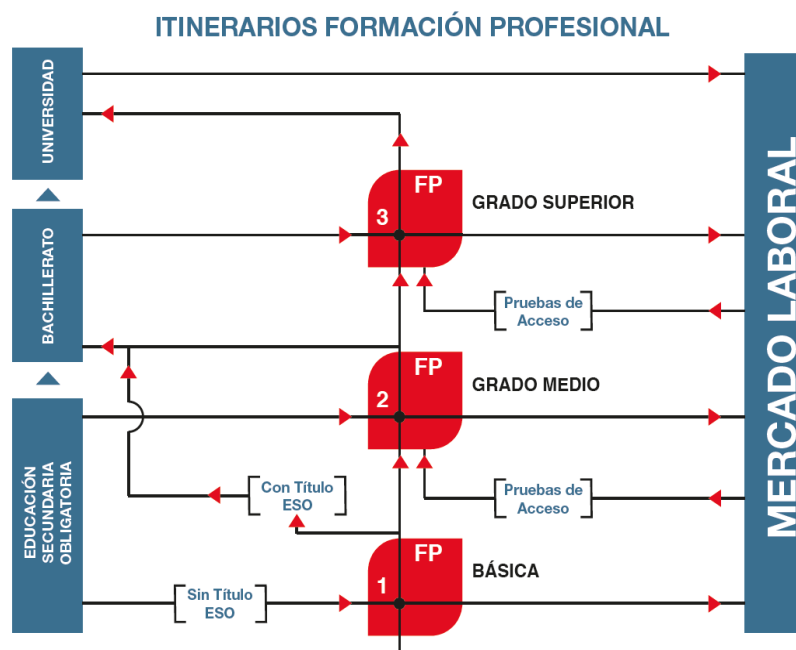 ITINERARIOS FORMACIÓN PROFESIONAL
UNIVERSIDAD
FP
3
GRADO SUPERIOR
BACHILLERATO
Pruebas de
Acceso
FP
2
GRADO MEDIO
EDUCACIÓN
SECUNDARIA
OBLIGATORIA
Con Título
ESO
Pruebas de
Acceso
FP
1
BÁSICA
Sin Título
ESO
MERCADO LABORAL